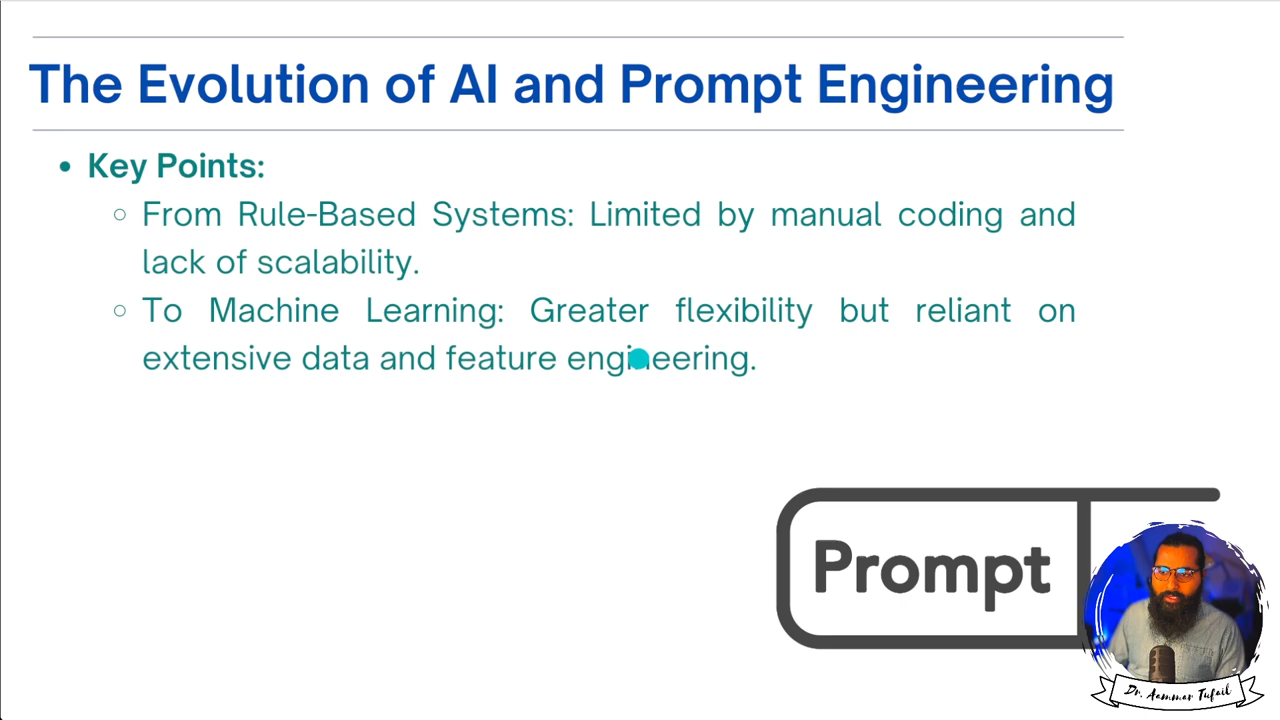 The Evolution of AI and Prompt Engineering
• Key Points:
○ From Rule-Based Systems: Limited by manual coding and
lack of scalability.
○ To Machine Learning: Greater flexibility but reliant on
extensive data and feature engineering.
Prompt
Dr. Aammar Tufail